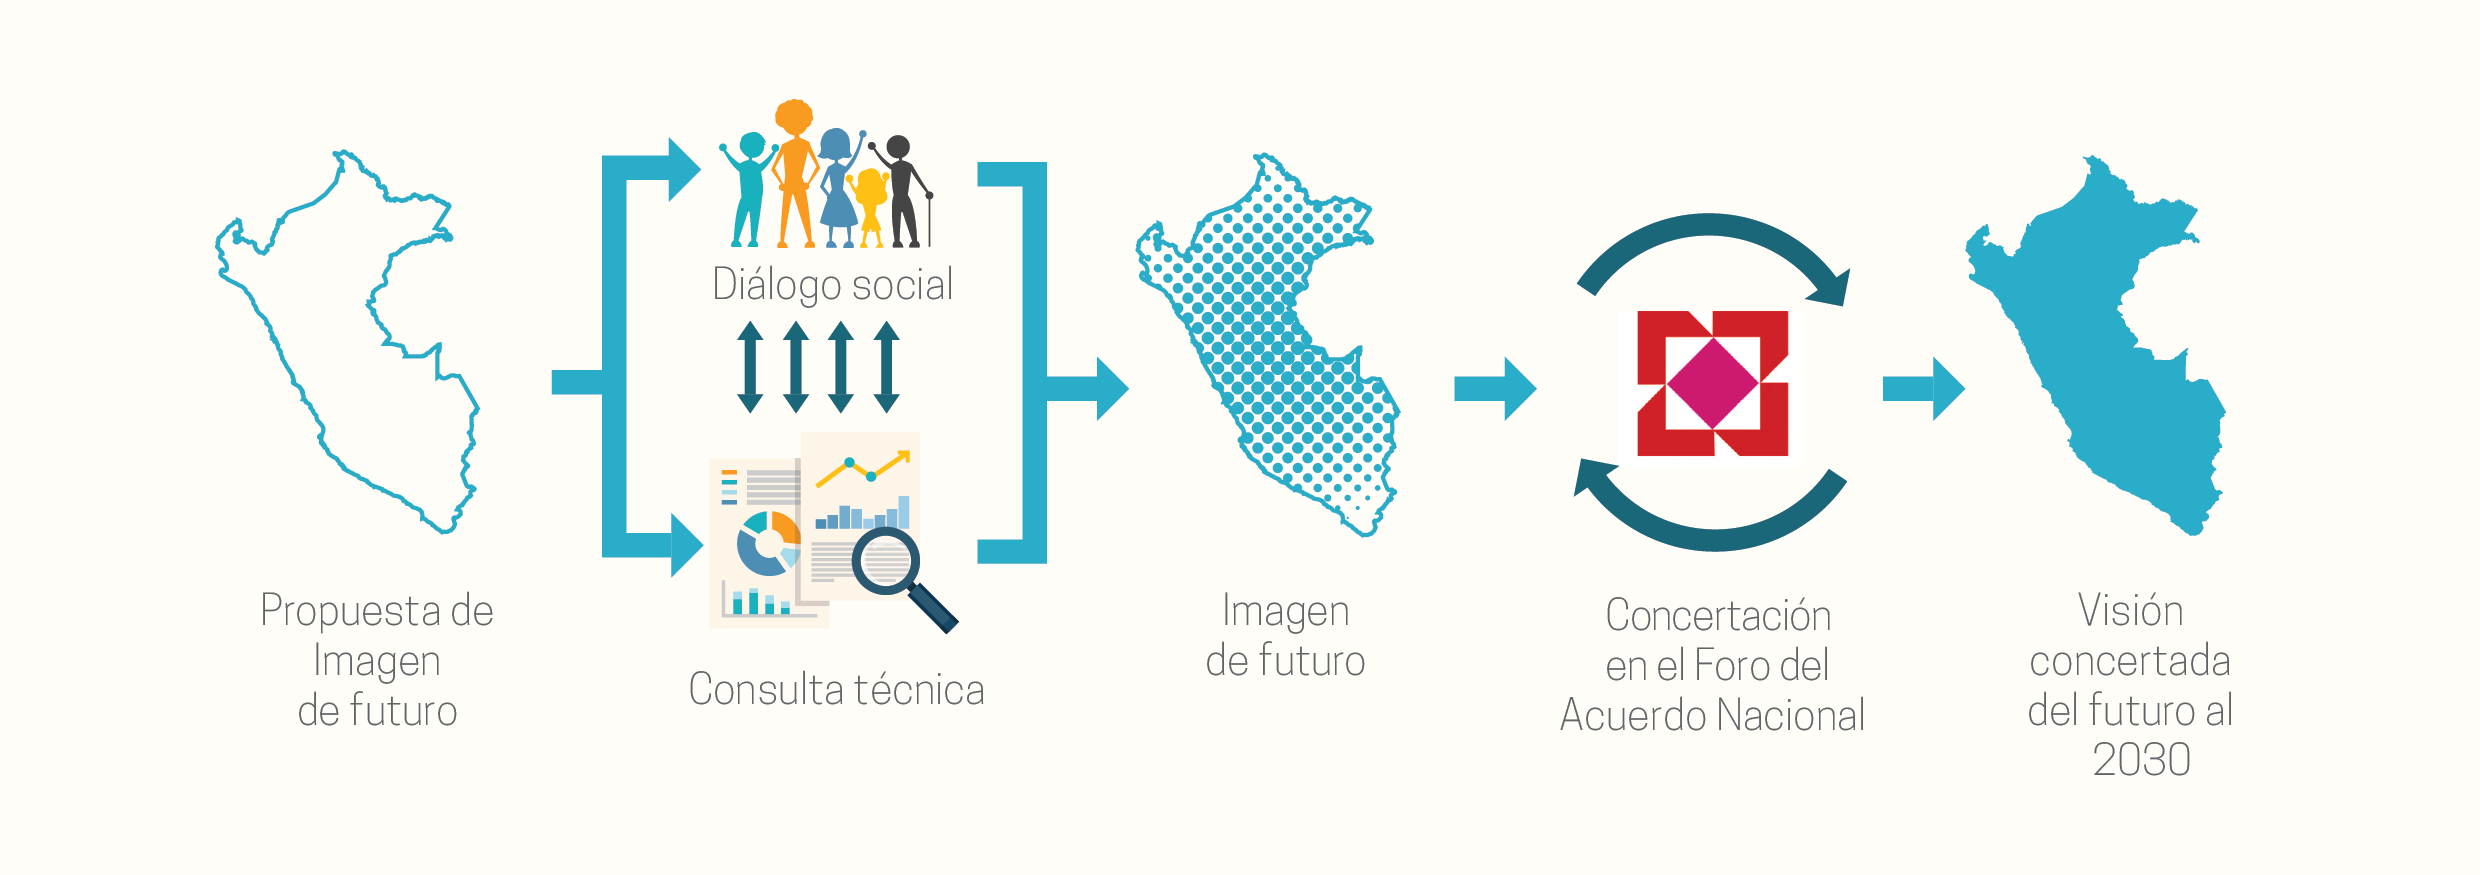 Propuesta de
Imagen
de futuro
Diálogo social
Consulta técnica
Imagen
de futuro
Concertación
en el Foro del
Acuerdo Nacional
Visión
concertada
del futuro al
2030